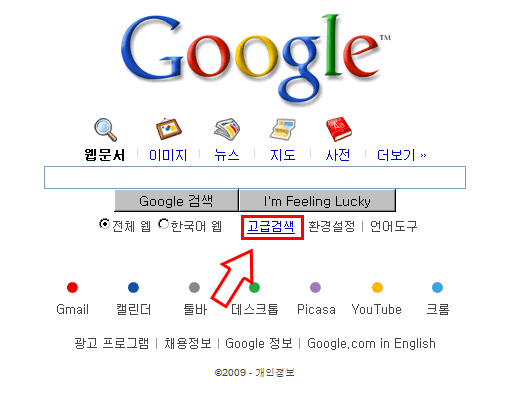 Google™
웹문서 이미지 뉴스 지도 사전 더보기 »
Google 검색 I'm Feeling Lucky
전체 웹 한국어 웹 고급검색 환경설정 | 언어도구
Gmail 캘린더 툴바 데스크톱 Picasa YouTube 크롬
광고 프로그램 | 채용정보 | Google 정보 | Google.com in English
©2009 - 개인정보